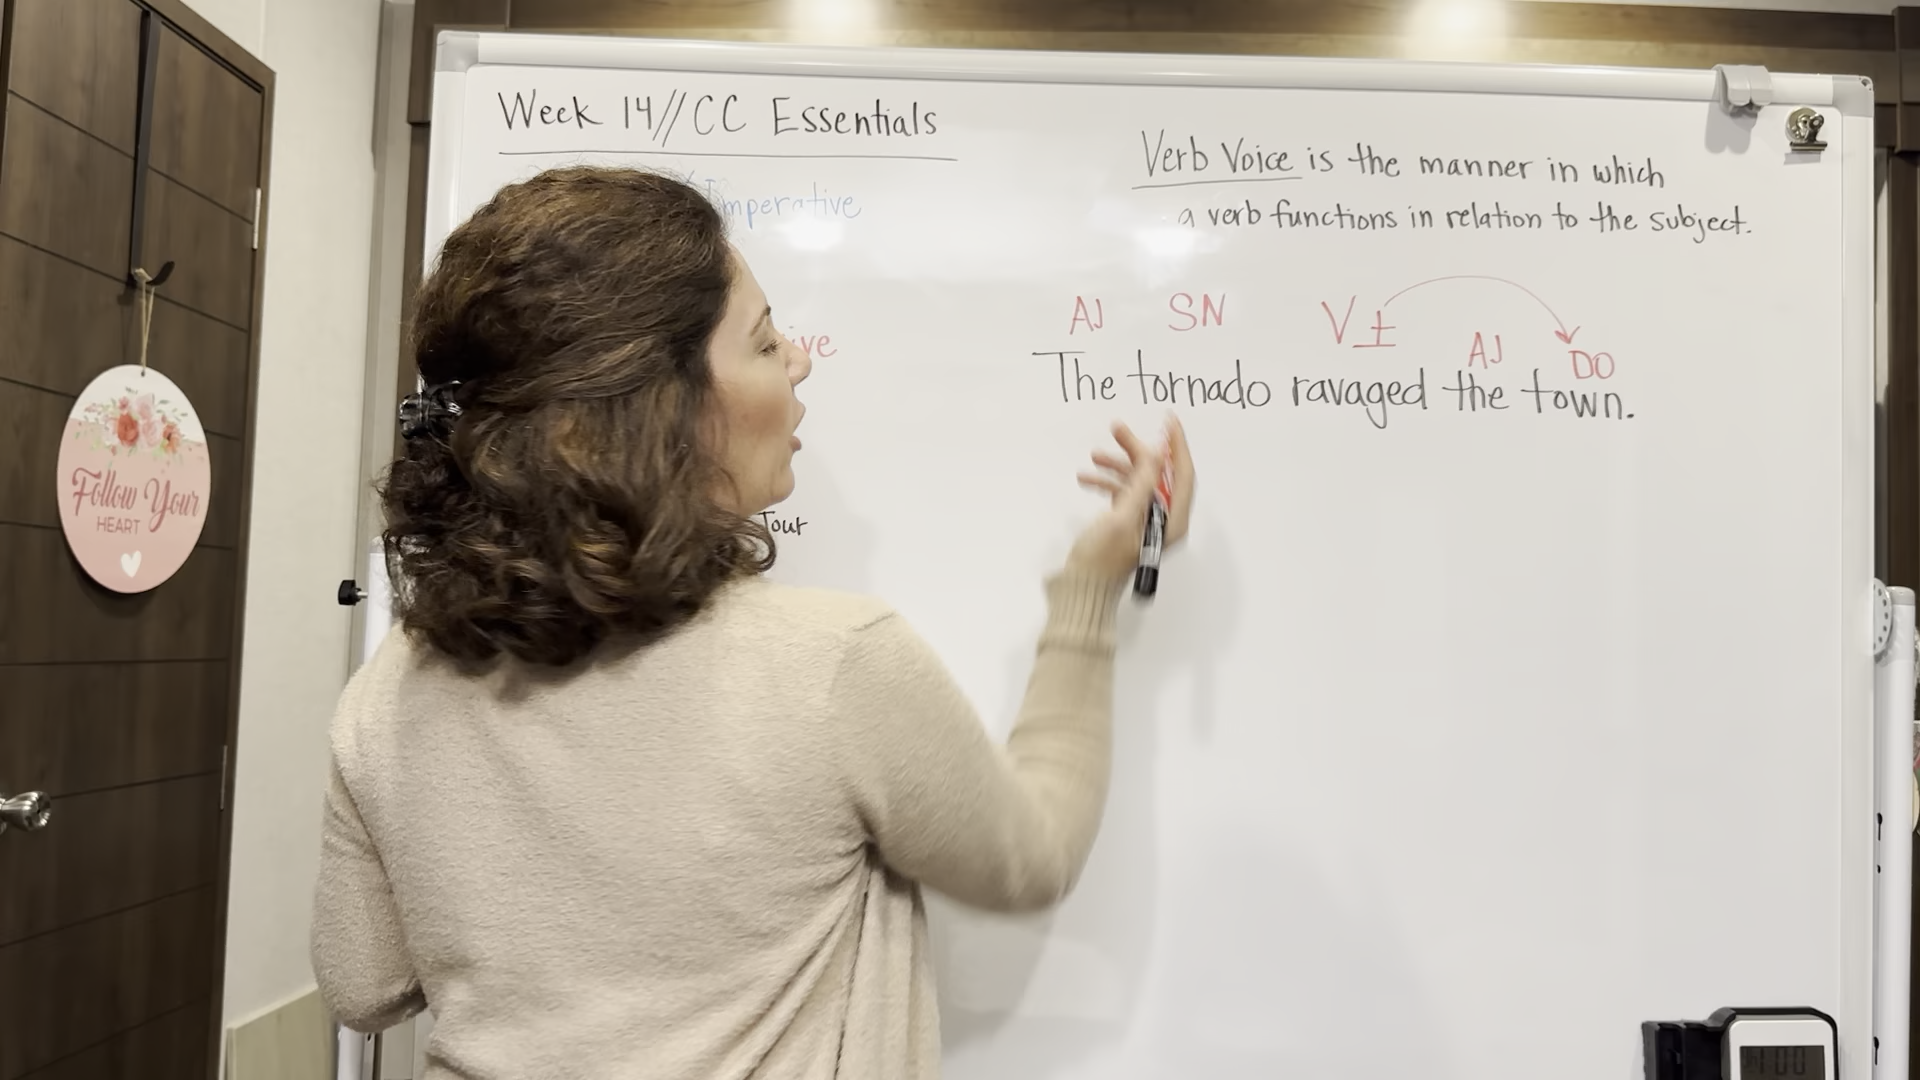 Week 14//CC Essentials
Imperative
Tour
Verb Voice is the manner in which
a verb functions in relation to the subject.
AJ SN Vt AJ DO
The tornado ravaged the town.
Follow Your
HEART